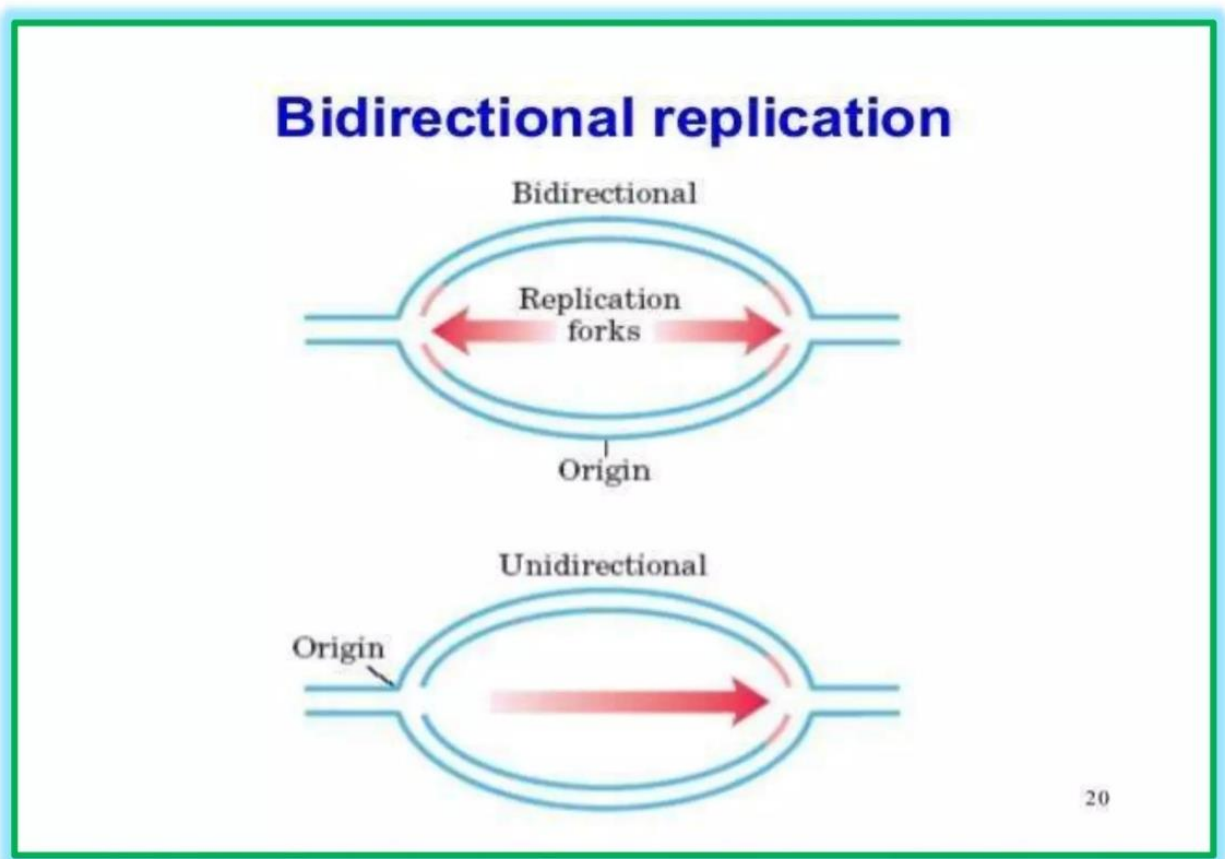 Bidirectional replication
Bidirectional
Replication
forks
Origin
Unidirectional
Origin
20